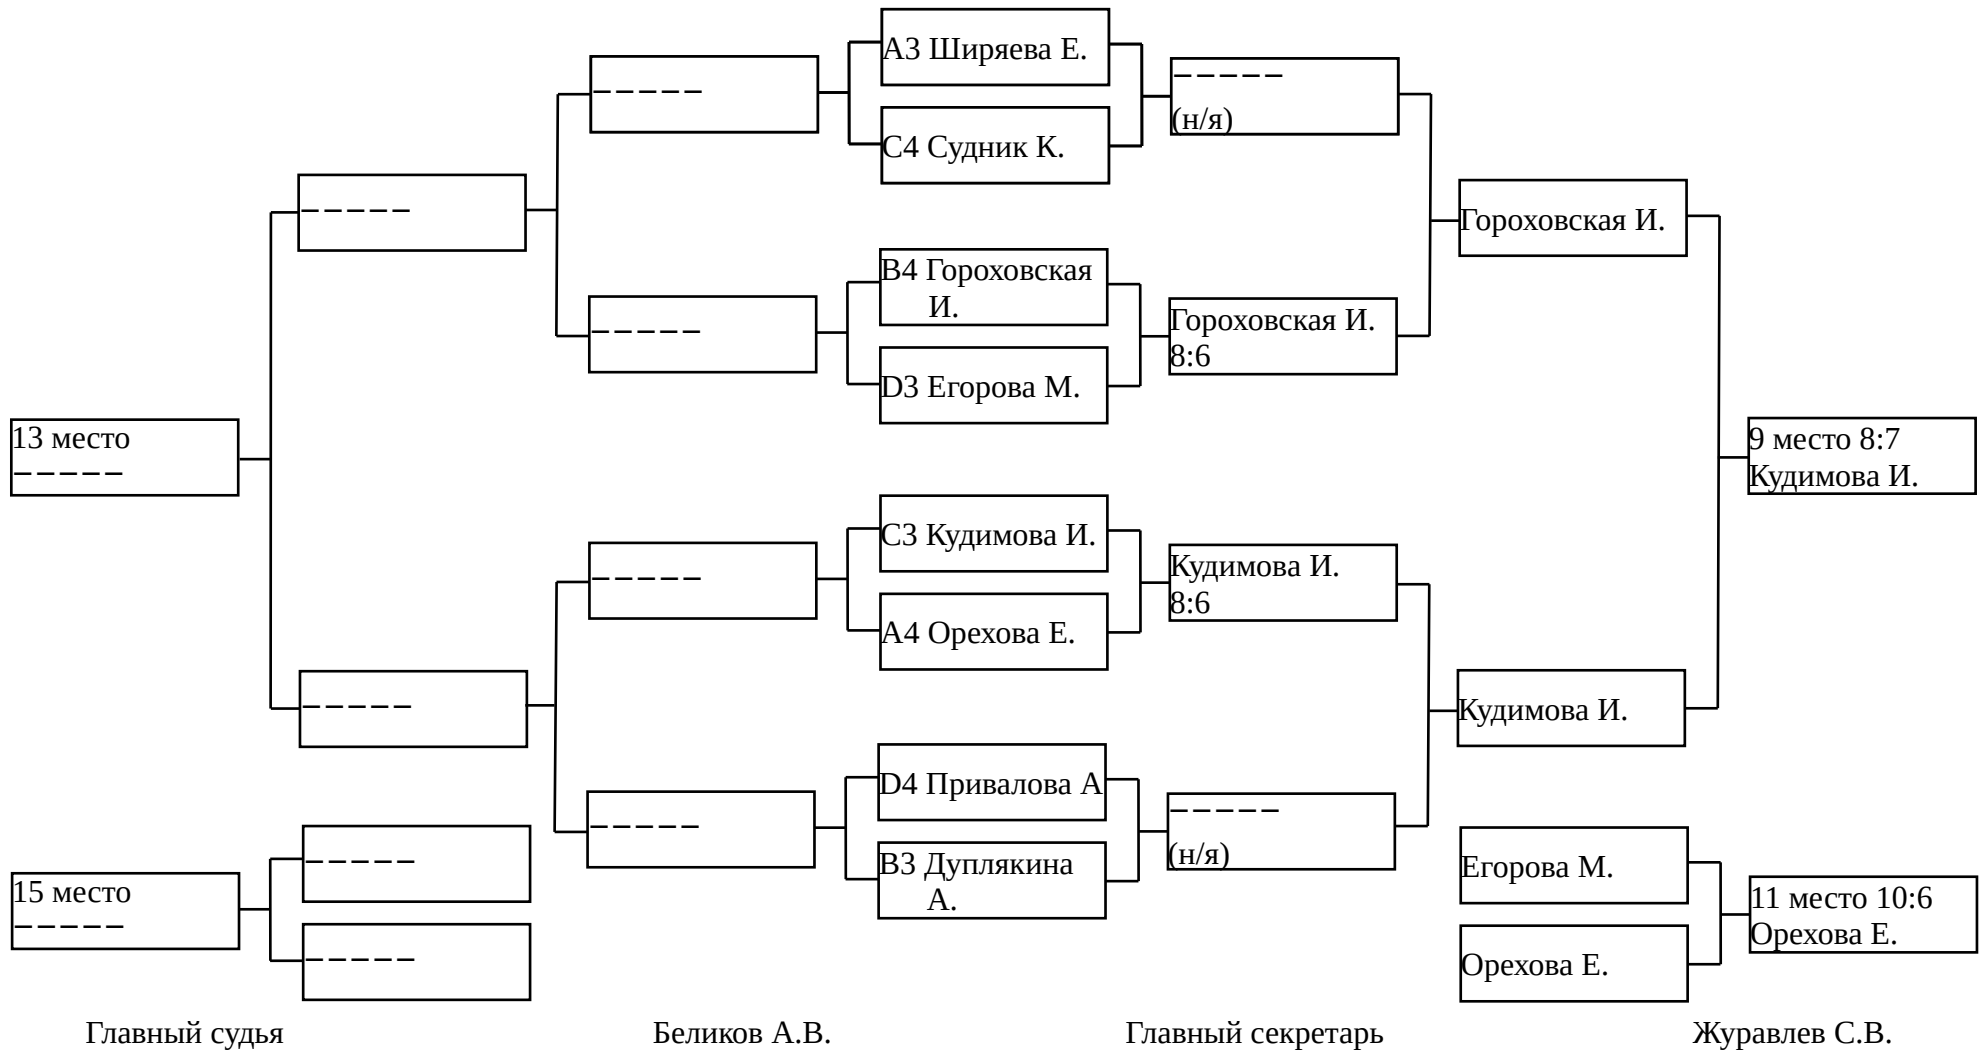 А3 Ширяева Е.
– – – – –
– – – – –
(н/я)
С4 Судник К.
– – – – –
Гороховская И.
В4 Гороховская
И.
– – – – –
Гороховская И.
8:6
D3 Егорова М.
13 место
– – – – –
9 место 8:7
Кудимова И.
С3 Кудимова И.
– – – – –
Кудимова И.
8:6
А4 Орехова Е.
– – – – –
Кудимова И.
D4 Привалова А
– – – – –
– – – – –
(н/я)
В3 Дуплякина
А.
– – – – –
Егорова М.
15 место
– – – – –
11 место 10:6
Орехова Е.
– – – – –
Орехова Е.
Главный судья Беликов А.В. Главный секретарь Журавлев С.В.